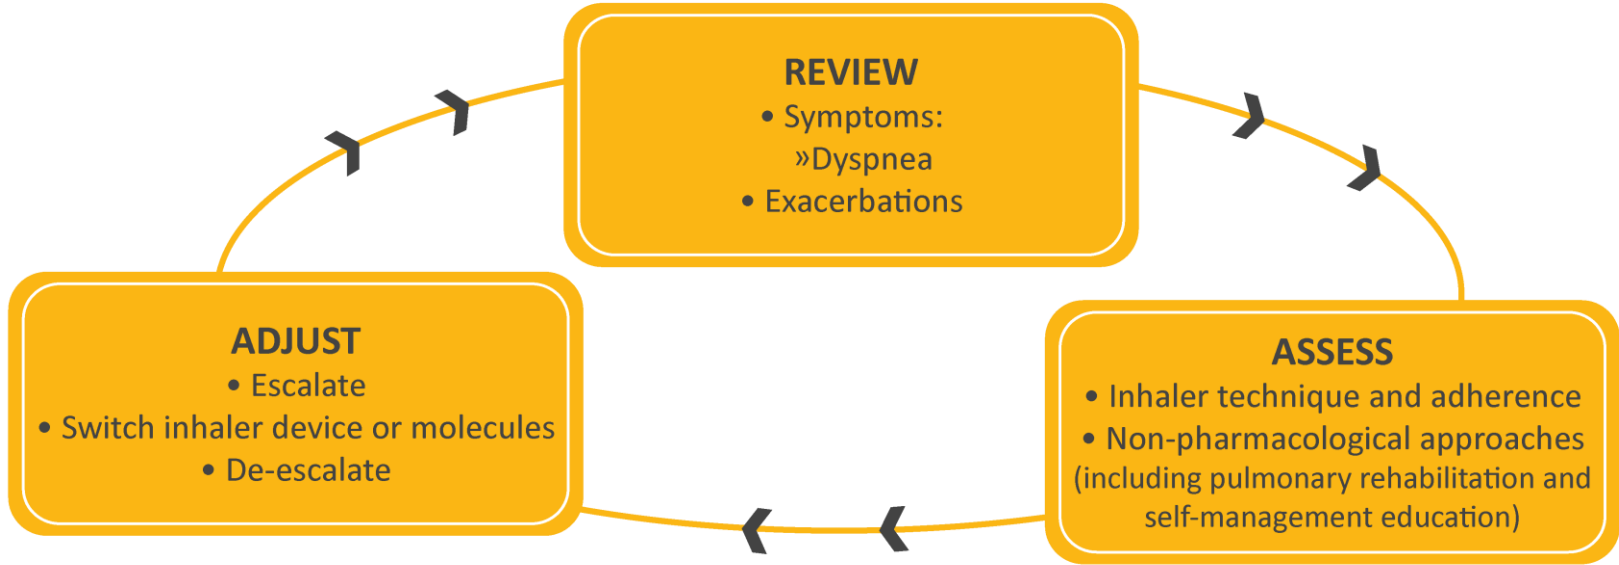 REVIEW
• Symptoms:
»Dyspnea
• Exacerbations
ADJUST
• Escalate
• Switch inhaler device or molecules
• De-escalate
ASSESS
• Inhaler technique and adherence
• Non-pharmacological approaches
(including pulmonary rehabilitation and
self-management education)